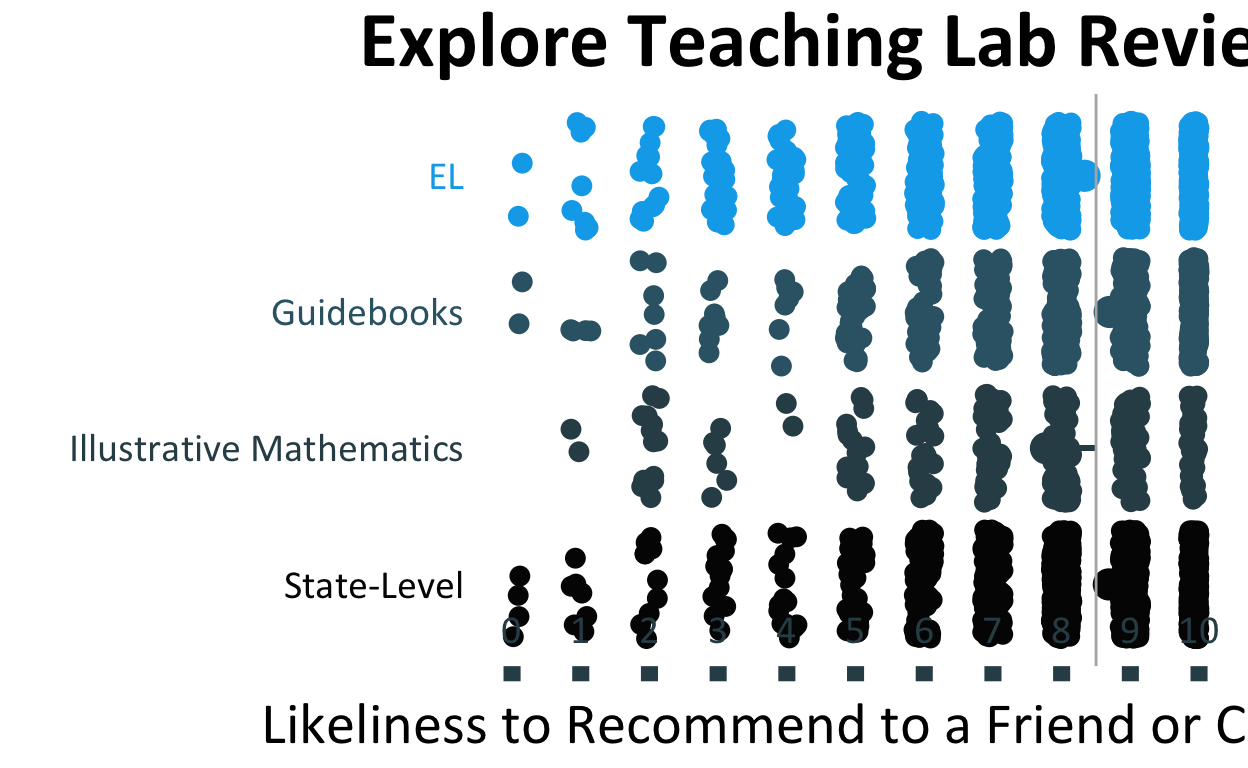 Explore Teaching Lab Revie
EL
Guidebooks
Illustrative Mathematics
State-Level
0 1 2 3 4 5 6 7 8 9 10
Likeliness to Recommend to a Friend or C